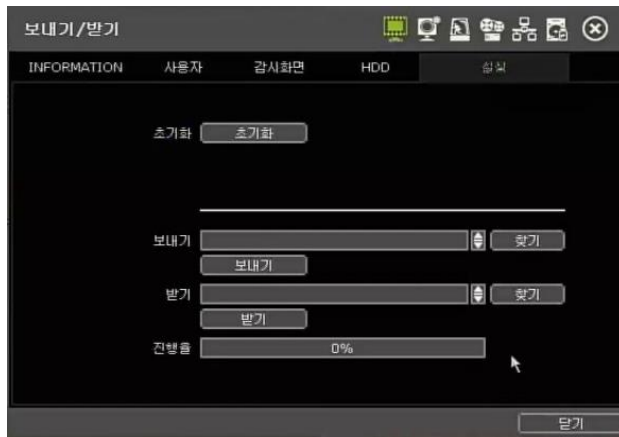 보내기/받기
INFORMATION 사용자 감시화면 HDD
초기화 초기화
보내기 찾기
보내기
받기 찾기
받기
진행율 0%
닫기